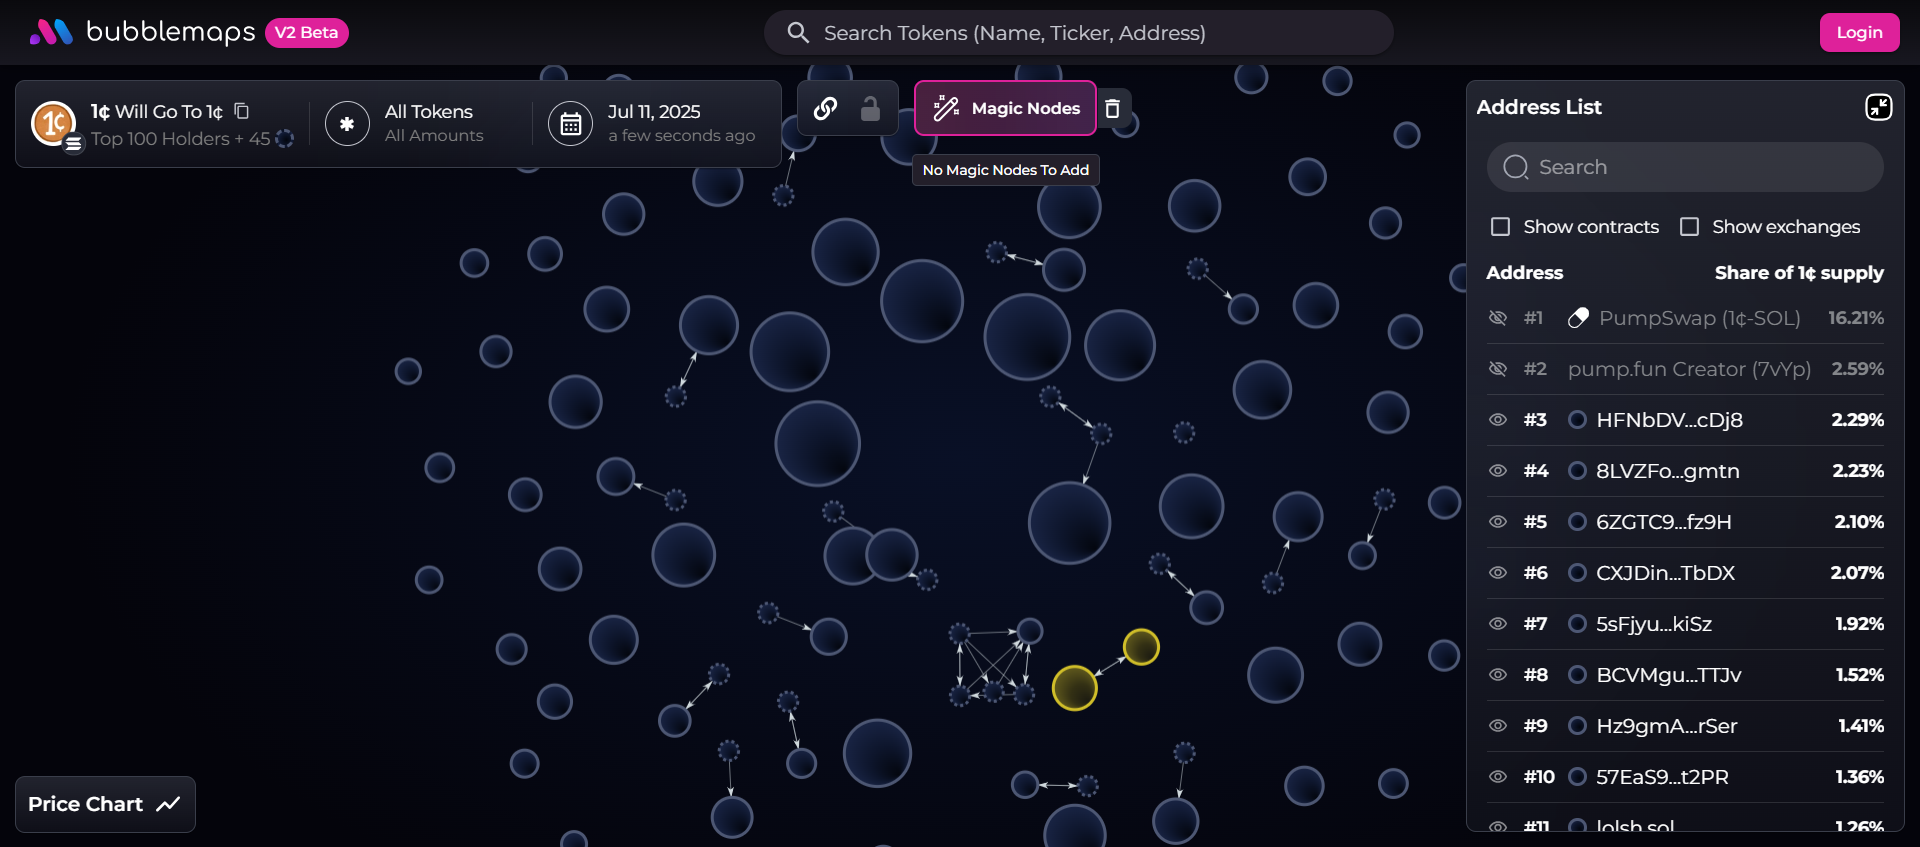 bubblemaps V2 Beta
Search Tokens (Name, Ticker, Address)
Login
1¢ Will Go To 1¢
Top 100 Holders + 45
All Tokens
All Amounts
Jul 11, 2025
a few seconds ago
Magic Nodes
No Magic Nodes To Add
Address List
Search
Show contracts Show exchanges
Address Share of 1¢ supply
#1 PumpSwap (1¢-SOL) 16.21%
#2 pump.fun Creator (7vYp) 2.59%
#3 HFNbDV...cDj8 2.29%
#4 8LVZFo...gmtn 2.23%
#5 6ZGTC9...fz9H 2.10%
#6 CXJDin...TbDX 2.07%
#7 5sFjyu...kiSz 1.92%
#8 BCVMgu...TTJv 1.52%
#9 Hz9gmA...rSer 1.41%
#10 57EaS9...t2PR 1.36%
#11 lolsh.sol 1.26%
Price Chart